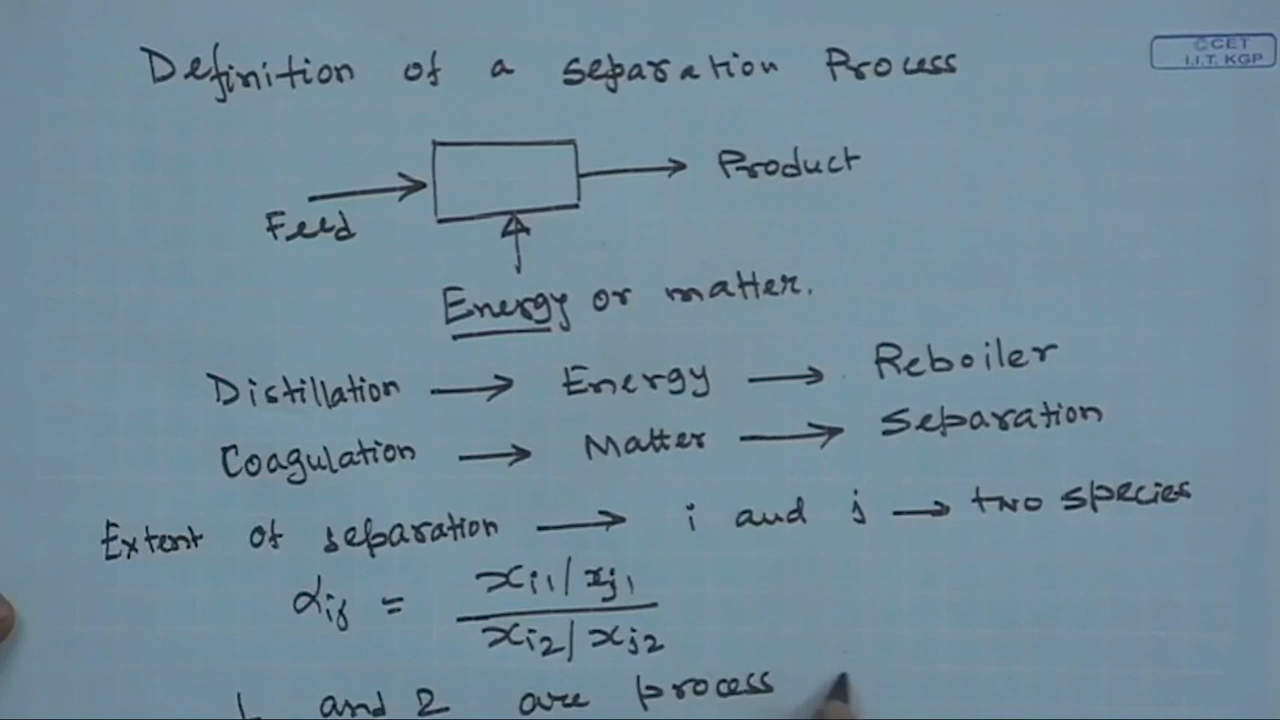 Definition of a separation Process
©CET
I.I.T. KGP
Feed
Product
Energy or matter.
Distillation → Energy → Reboiler
Coagulation → Matter → Separation
Extent of separation → i and j → two species
αij = xi1/xj1
xi2/xj2
1 and 2 are process